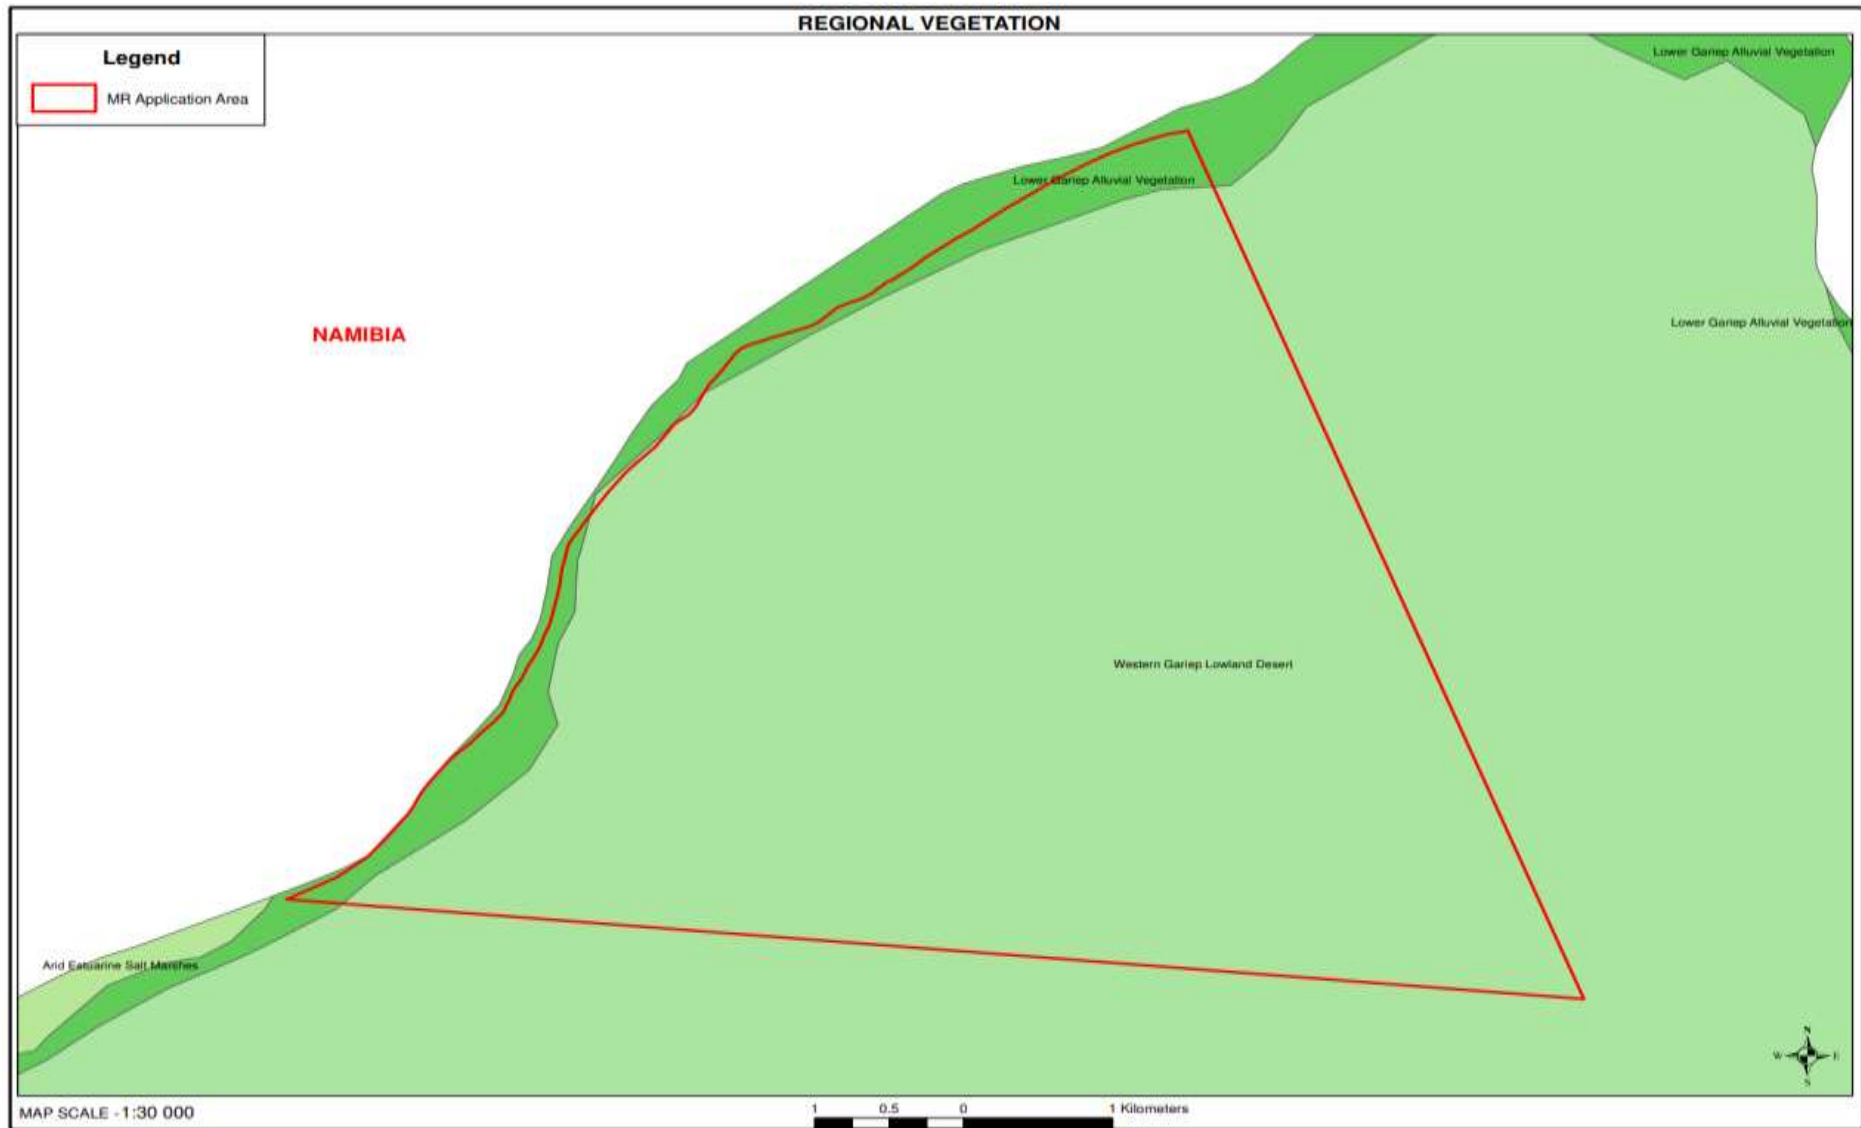 REGIONAL VEGETATION
Legend
MR Application Area
Lower Gariep Alluvial Vegetation
Lower Gariep Alluvial Vegetation
NAMIBIA
Lower Gariep Alluvial Vegetation
Western Gariep Lowland Desert
Arid Estuarine Salt Marshes
N
W E
S
MAP SCALE - 1:30 000
1 0.5 0 1 Kilometers